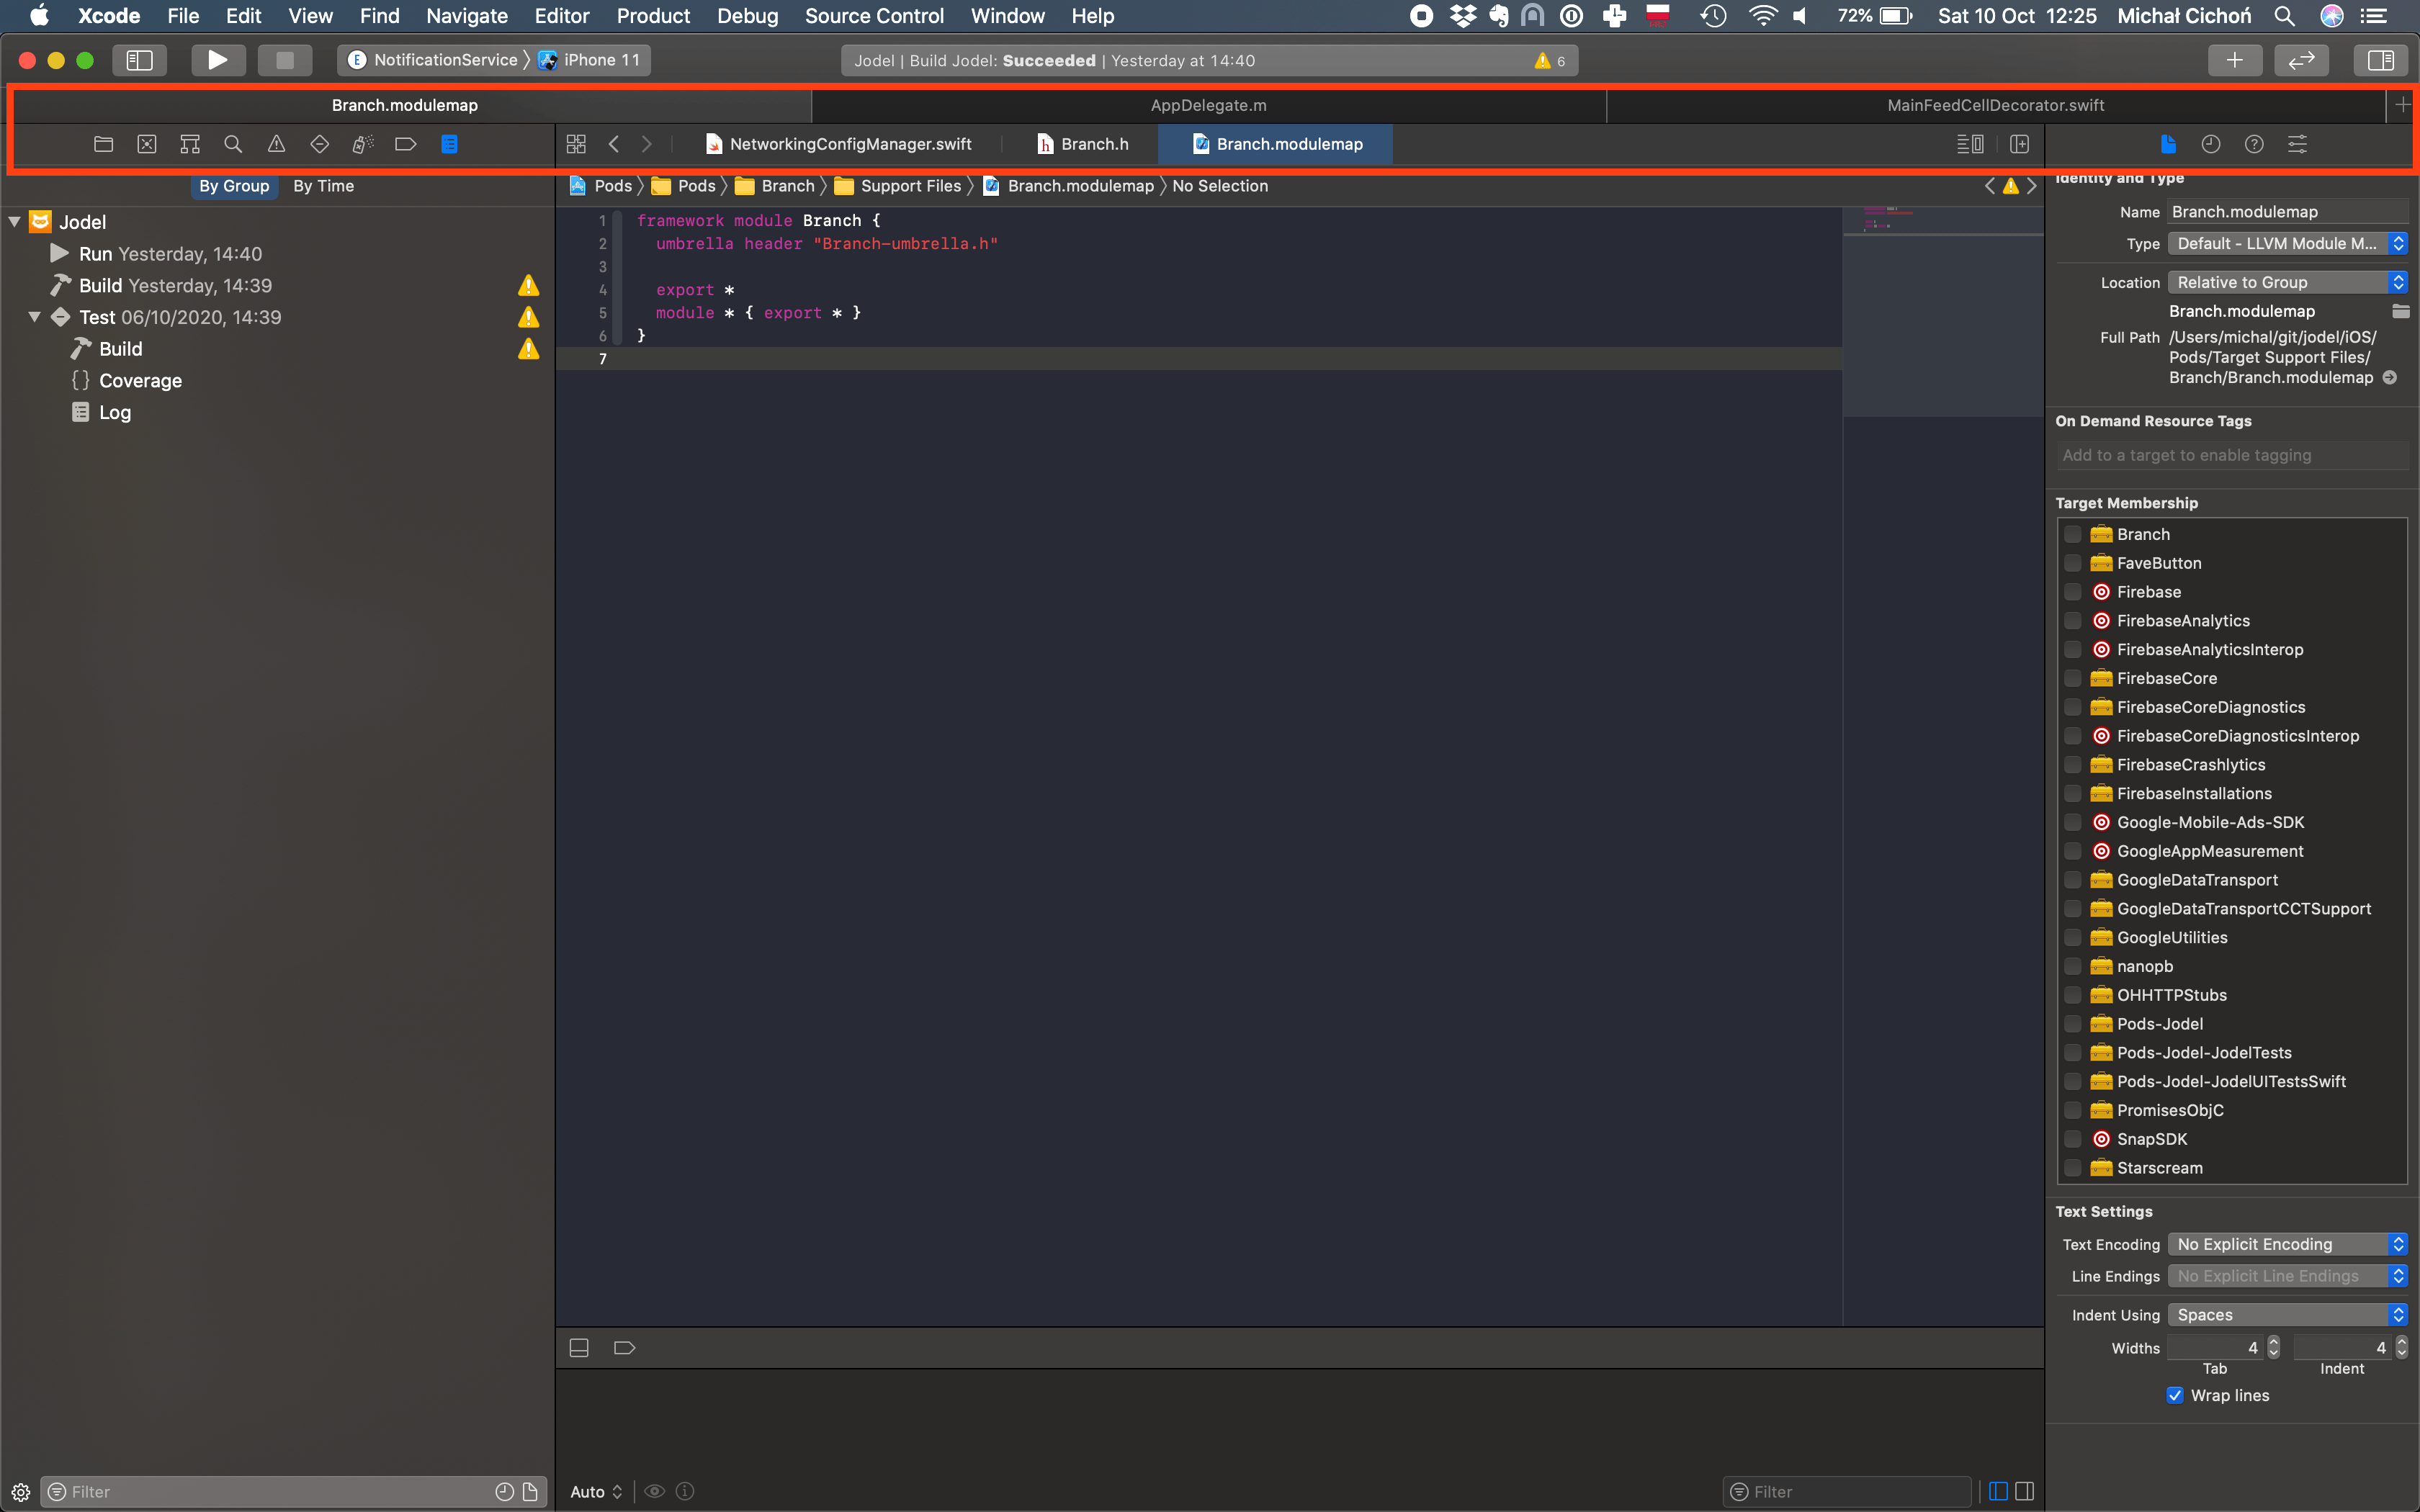 Xcode File Edit View Find Navigate Editor Product Debug Source Control Window Help 72% Sat 10 Oct 12:25 Michał Cichoń
NotificationService iPhone 11 Jodel | Build Jodel: Succeeded | Yesterday at 14:40 6
Branch.modulemap AppDelegate.m MainFeedCellDecorator.swift
NetworkingConfigManager.swift Branch.h Branch.modulemap
By Group By Time
Jodel
Run Yesterday, 14:40
Build Yesterday, 14:39
Test 06/10/2020, 14:39
Build
Coverage
Log
Filter
Pods Pods Branch Support Files Branch.modulemap No Selection
1 framework module Branch {
2 umbrella header "Branch-umbrella.h"
3
4 export *
5 module * { export * }
6 }
7
Auto
Filter
Identity and Type
Name Branch.modulemap
Type Default - LLVM Module M...
Location Relative to Group
Branch.modulemap
Full Path /Users/michal/git/jodel/iOS/
Pods/Target Support Files/
Branch/Branch.modulemap
On Demand Resource Tags
Add to a target to enable tagging
Target Membership
Branch
FaveButton
Firebase
FirebaseAnalytics
FirebaseAnalyticsInterop
FirebaseCore
FirebaseCoreDiagnostics
FirebaseCoreDiagnosticsInterop
FirebaseCrashlytics
FirebaseInstallations
Google-Mobile-Ads-SDK
GoogleAppMeasurement
GoogleDataTransport
GoogleDataTransportCCTSupport
GoogleUtilities
nanopb
OHHTTPStubs
Pods-Jodel
Pods-Jodel-JodelTests
Pods-Jodel-JodelUITestsSwift
PromisesObjC
SnapSDK
Starscream
Text Settings
Text Encoding No Explicit Encoding
Line Endings No Explicit Line Endings
Indent Using Spaces
Widths 4 4
Tab Indent
Wrap lines